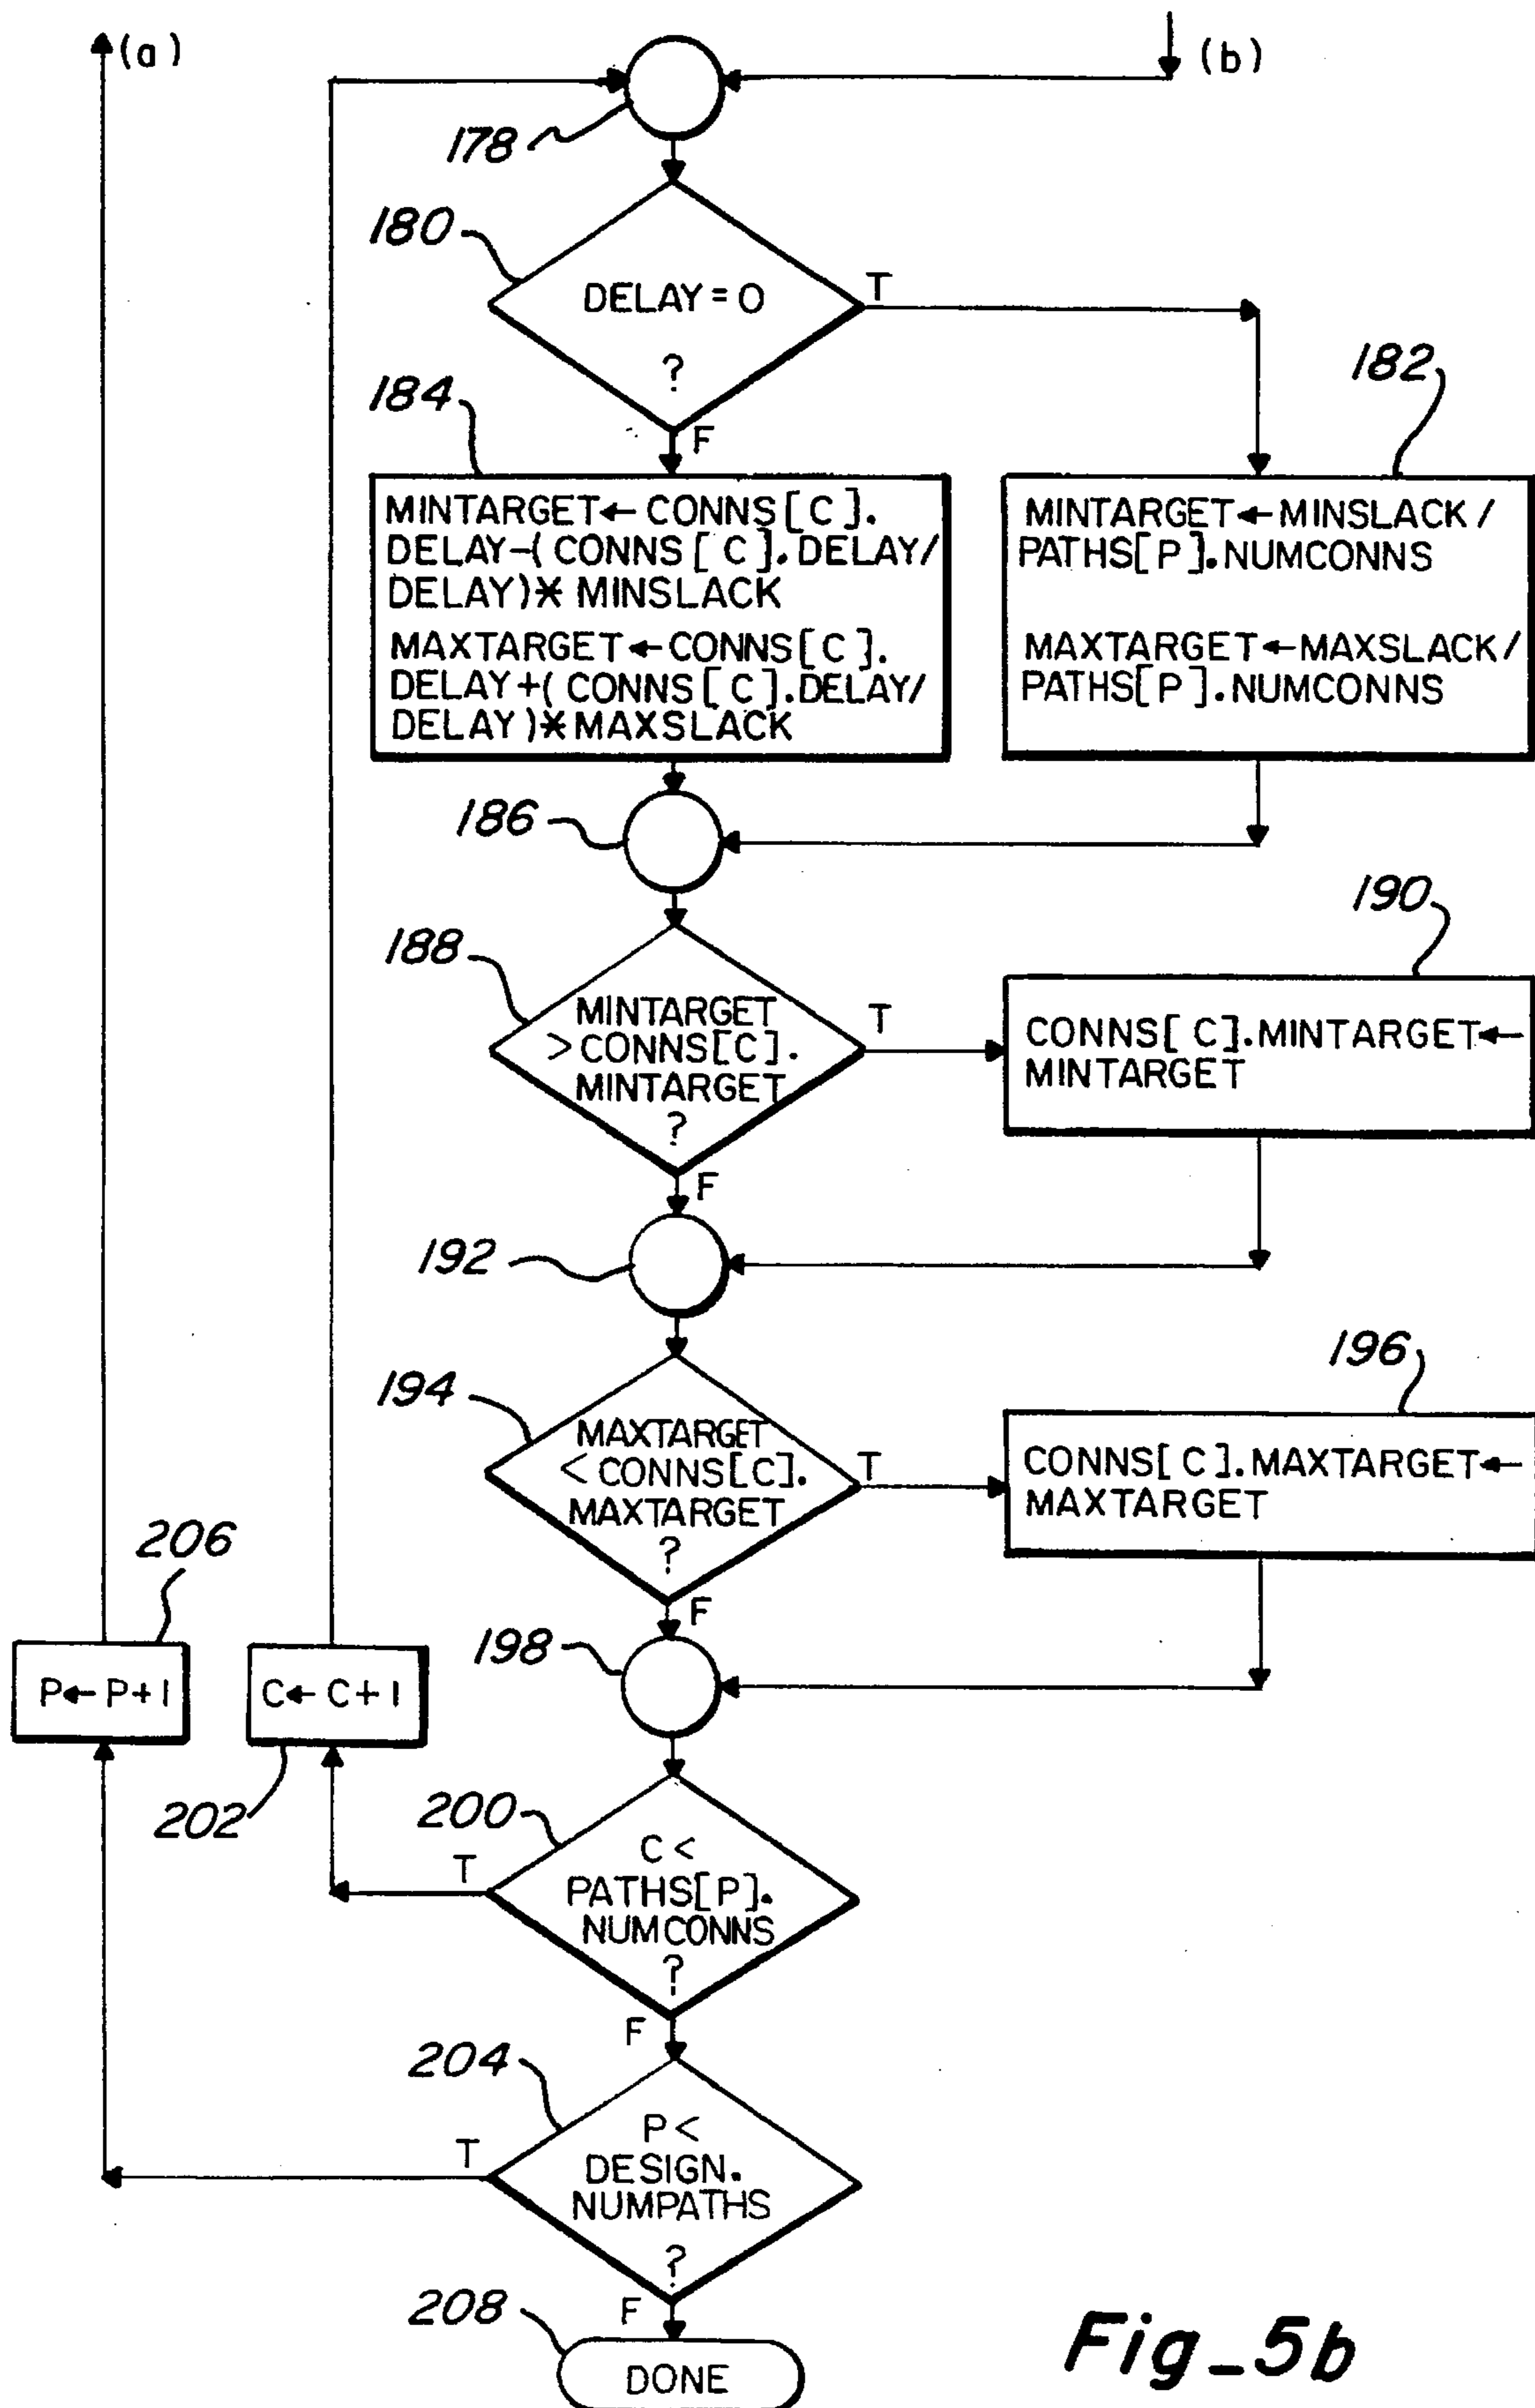 (a)
(b)
178
180
DELAY = 0
?
T
F
182
184
MINTARGET← CONNS [ C ].
DELAY-( CONNS [ C ]. DELAY/
DELAY)* MINSLACK
MAXTARGET ← CONNS [ C ].
DELAY+( CONNS [ C ].DELAY/
DELAY)* MAXSLACK
MINTARGET←MINSLACK /
PATHS[ P ].NUMCONNS
MAXTARGET←MAXSLACK /
PATHS[ P ].NUMCONNS
186
188
MINTARGET
> CONNS[C].
MINTARGET
?
T
F
190
CONNS[ C ].MINTARGET←
MINTARGET
192
194
MAXTARGET
< CONNS[C].
MAXTARGET
?
T
F
196
CONNS[ C ].MAXTARGET←
MAXTARGET
198
206
P← P+1
C← C+1
202
200
C <
PATHS[P].
NUMCONNS
?
T
F
204
P <
DESIGN.
NUMPATHS
?
T
F
208
DONE
Fig_5b